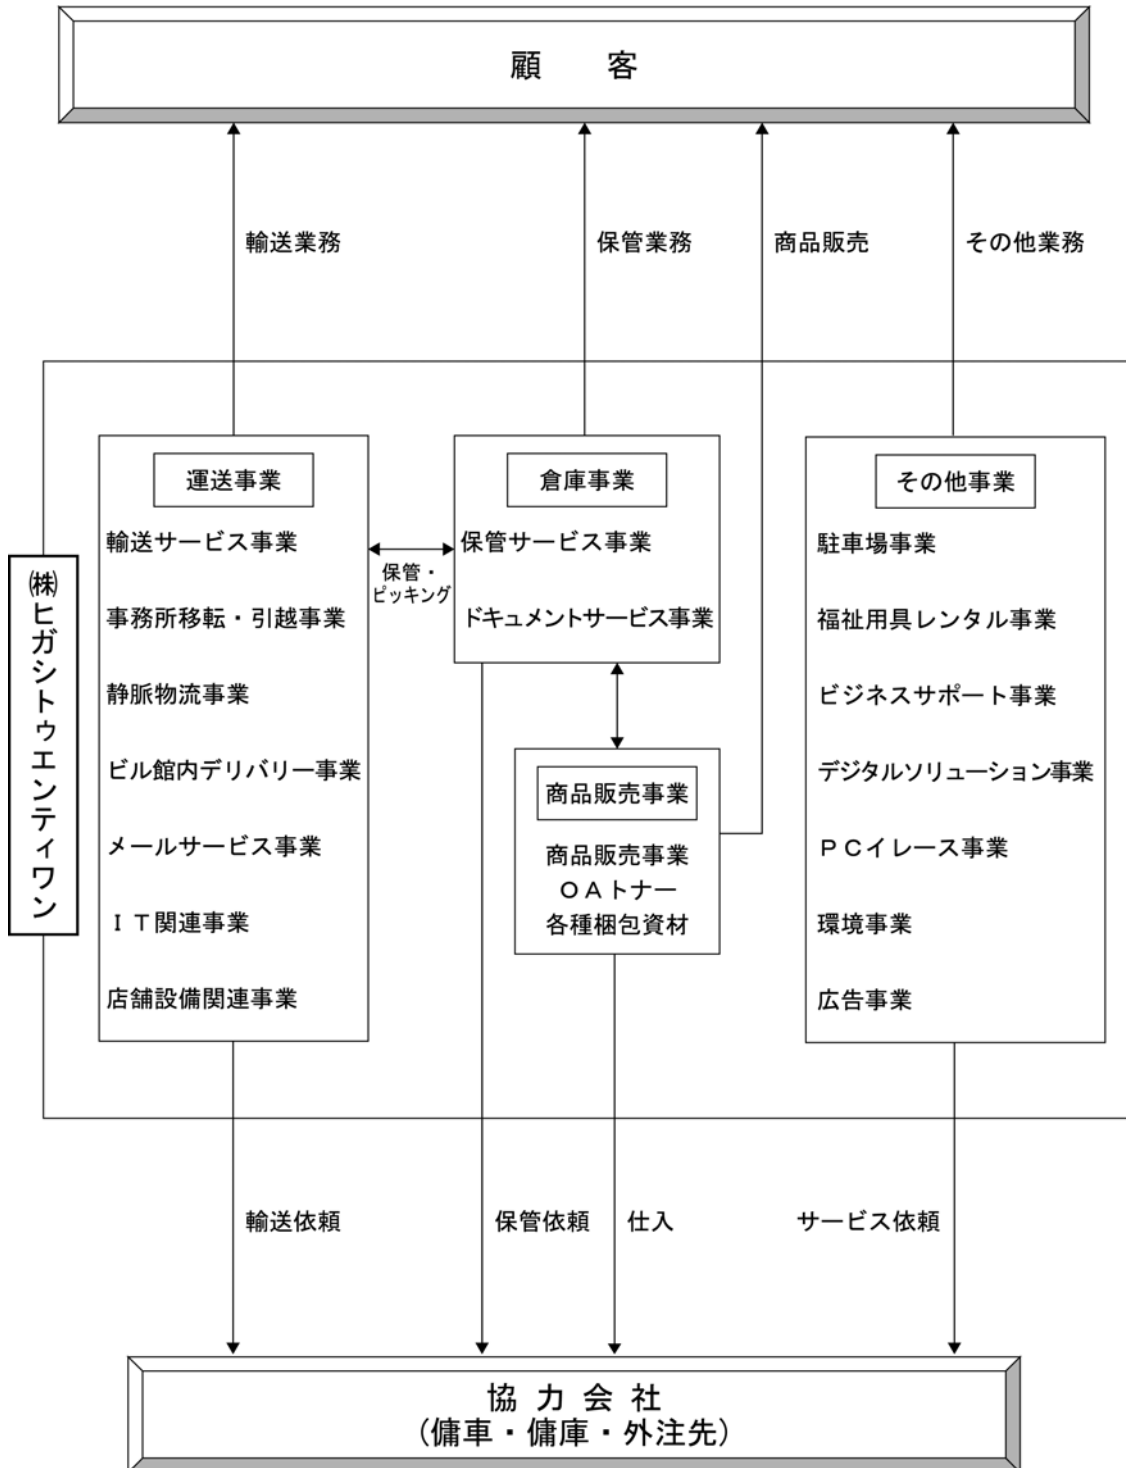 顧　客
輸送業務
保管業務
商品販売
その他業務
㈱ヒガシトゥエンティワン
運送事業
輸送サービス事業
事務所移転・引越事業
静脈物流事業
ビル館内デリバリー事業
メールサービス事業
ＩＴ関連事業
店舗設備関連事業
保管・
ピッキング
倉庫事業
保管サービス事業
ドキュメントサービス事業
商品販売事業
商品販売事業
ＯＡトナー
各種梱包資材
その他事業
駐車場事業
福祉用具レンタル事業
ビジネスサポート事業
デジタルソリューション事業
ＰＣイレース事業
環境事業
広告事業
輸送依頼
保管依頼
仕入
サービス依頼
協力会社
(傭車・傭庫・外注先)